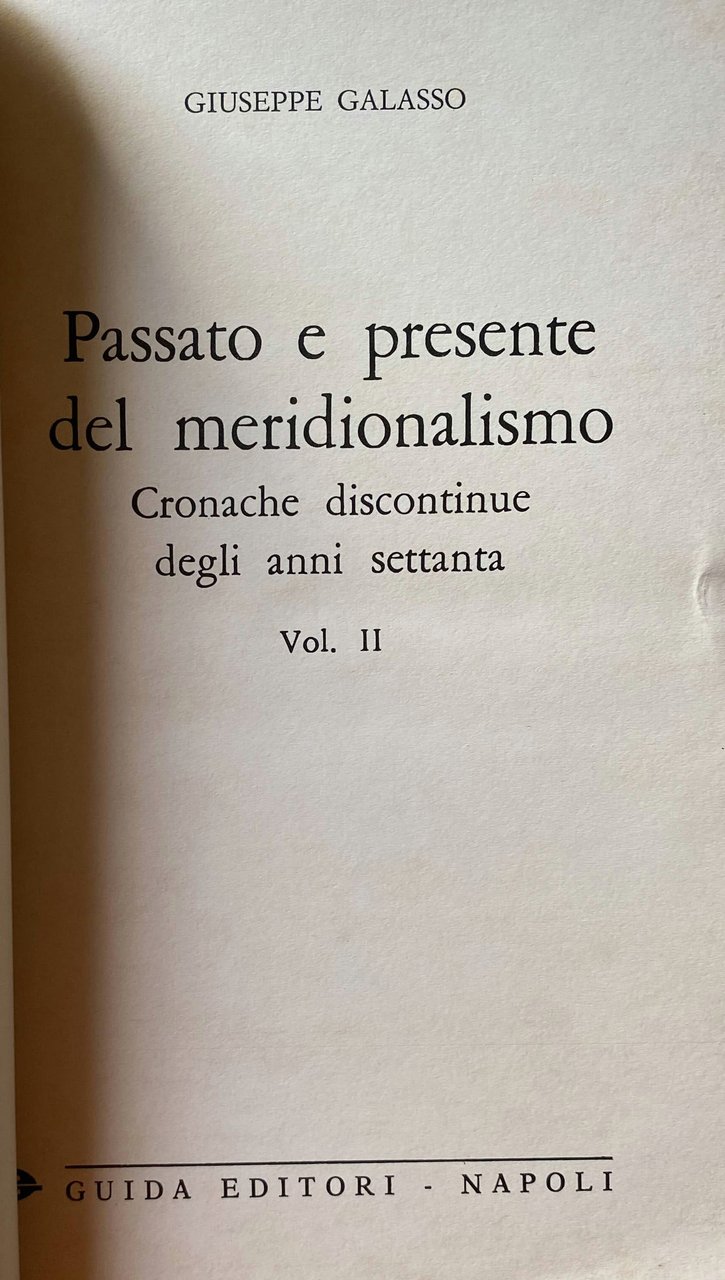 GIUSEPPE GALASSO
Passato e presente
del meridionalismo
Cronache discontinue
degli anni settanta
Vol. II
GUIDA EDITORI - NAPOLI